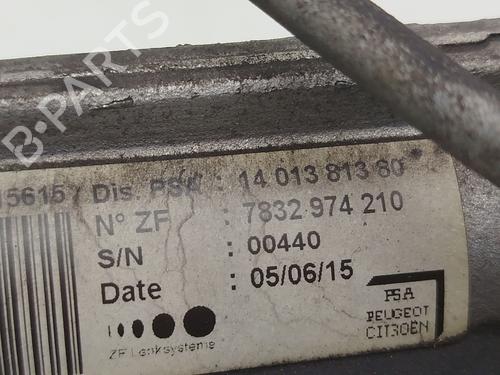 B-PARTS
15615 Dis. PSA : 14 013 813 80
N° ZF : 7832 974 210
S/N : 00440
Date : 05/06/15
ZF Lenksysteme
PSA
PEUGEOT
CITROËN